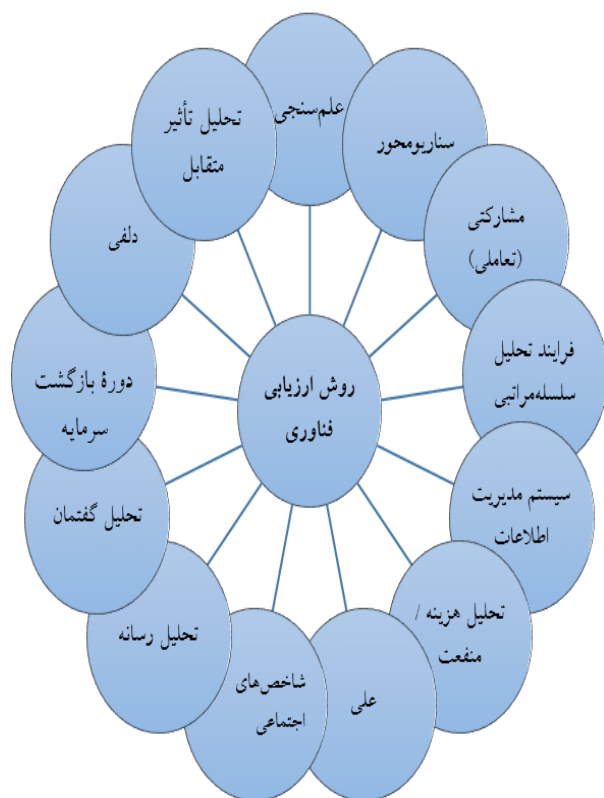 علم‌سنجی
سناریومحور
مشارکتی
(تعاملی)
فرایند تحلیل
سلسله‌مراتبی
سیستم مدیریت
اطلاعات
تحلیل هزینه /
منفعت
علی
شاخص‌های
اجتماعی
تحلیل رسانه
تحلیل گفتمان
دورهٔ بازگشت
سرمایه
دلفی
تحلیل تأثیر
متقابل
روش ارزیابی
فناوری